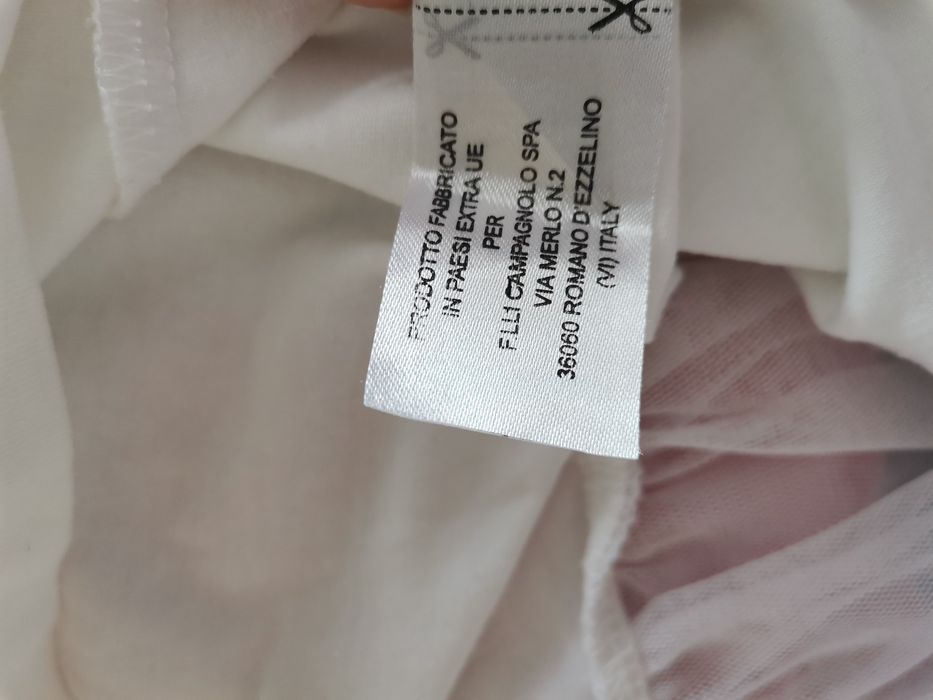 PRODOTTO FABBRICATO
IN PAESI EXTRA UE
PER
F.LLI CAMPAGNOLO SPA
VIA MERLO N.2
36060 ROMANO D'EZZELINO
(VI) ITALY